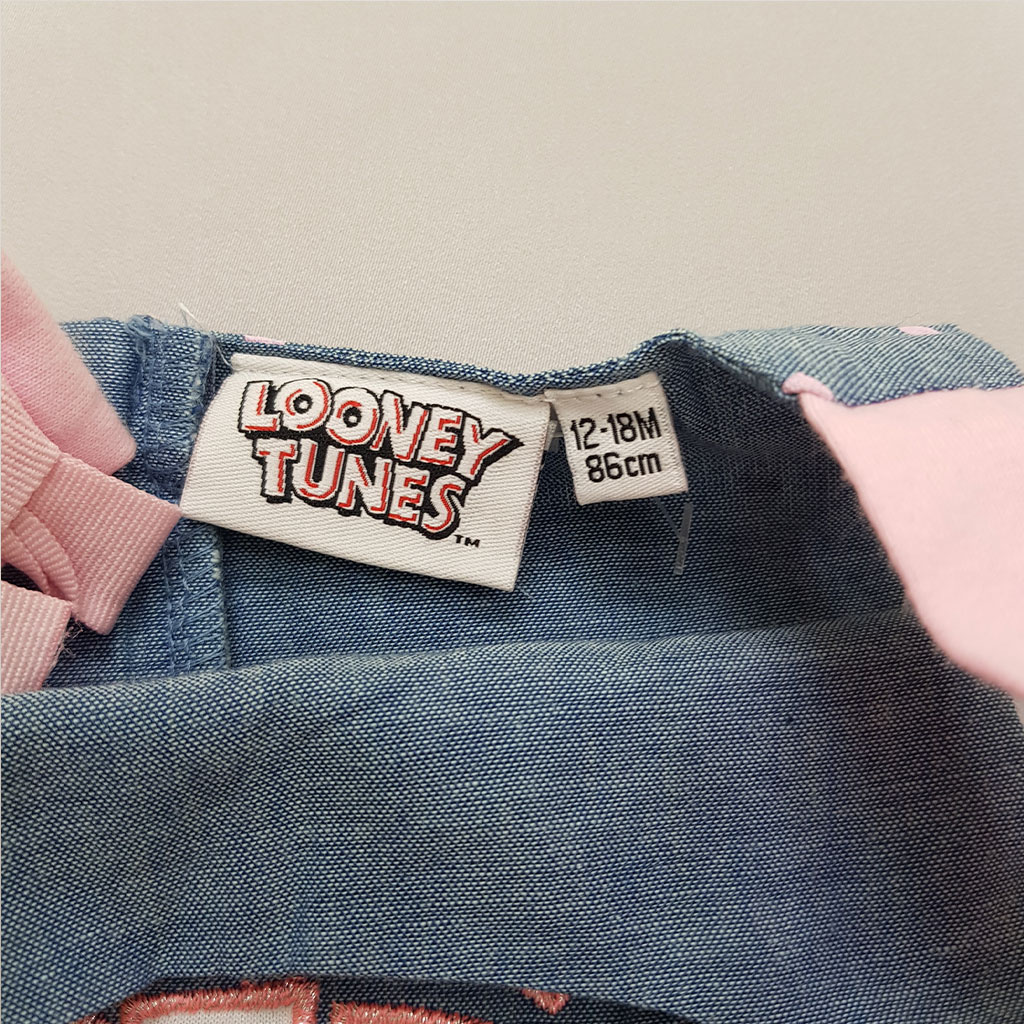 LOONEY
TUNES
™
12-18M
86cm